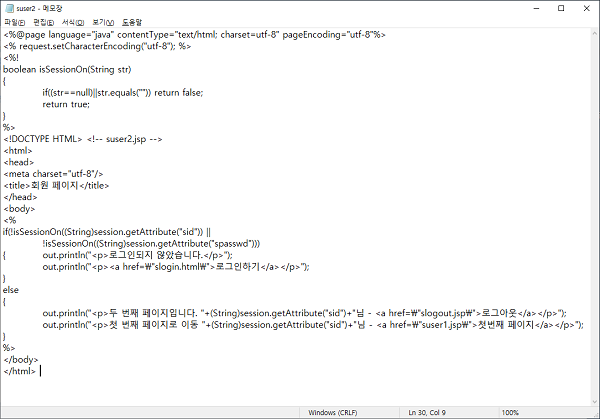 suser2 - 메모장
파일(F) 편집(E) 서식(O) 보기(V) 도움말
<%@page language="java" contentType="text/html; charset=utf-8" pageEncoding="utf-8"%>
<% request.setCharacterEncoding("utf-8"); %>
<%!
boolean isSessionOn(String str)
{
	if((str==null)||str.equals("")) return false;
	return true;
}
%>
<!DOCTYPE HTML> <!-- suser2.jsp -->
<html>
<head>
<meta charset="utf-8"/>
<title>회원 페이지</title>
</head>
<body>
<%
if(!isSessionOn((String)session.getAttribute("sid")) ||
	!isSessionOn((String)session.getAttribute("spasswd")))
{	out.println("<p>로그인되지 않았습니다.</p>");
	out.println("<p><a href=₩"slogin.html₩">로그인하기</a></p>");
}
else
{
	out.println("<p>두 번째 페이지입니다. "+(String)session.getAttribute("sid")+"님 - <a href=₩"slogout.jsp₩">로그아웃</a></p>");
	out.println("<p>첫 번째 페이지로 이동 "+(String)session.getAttribute("sid")+"님 - <a href=₩"suser1.jsp₩">첫번째 페이지</a></p>");
}
%>
</body>
</html>
Windows (CRLF) Ln 30, Col 9 100%